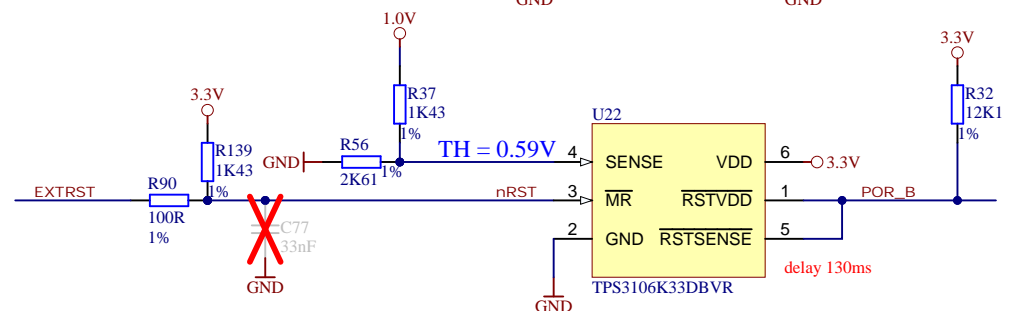 GND
GND
1.0V
3.3V
3.3V
R37
1K43
1%
R32
12K1
1%
U22
R139
1K43
1%
R56
GND
2K61
1%
TH = 0.59V
4
SENSE
VDD
6
3.3V
EXTRST
R90
100R
1%
nRST
3
MR
RSTVDD
1
POR_B
C77
33nF
GND
2
GND
RSTSENSE
5
delay 130ms
GND
TPS3106K33DBVR